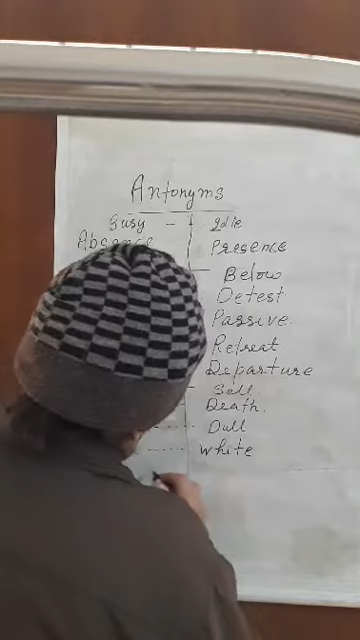 Antonyms
Busy - Idle
Absence Presence
Below
Detest
Passive.
Retreat
Departure
Sell
Death.
Dull
White